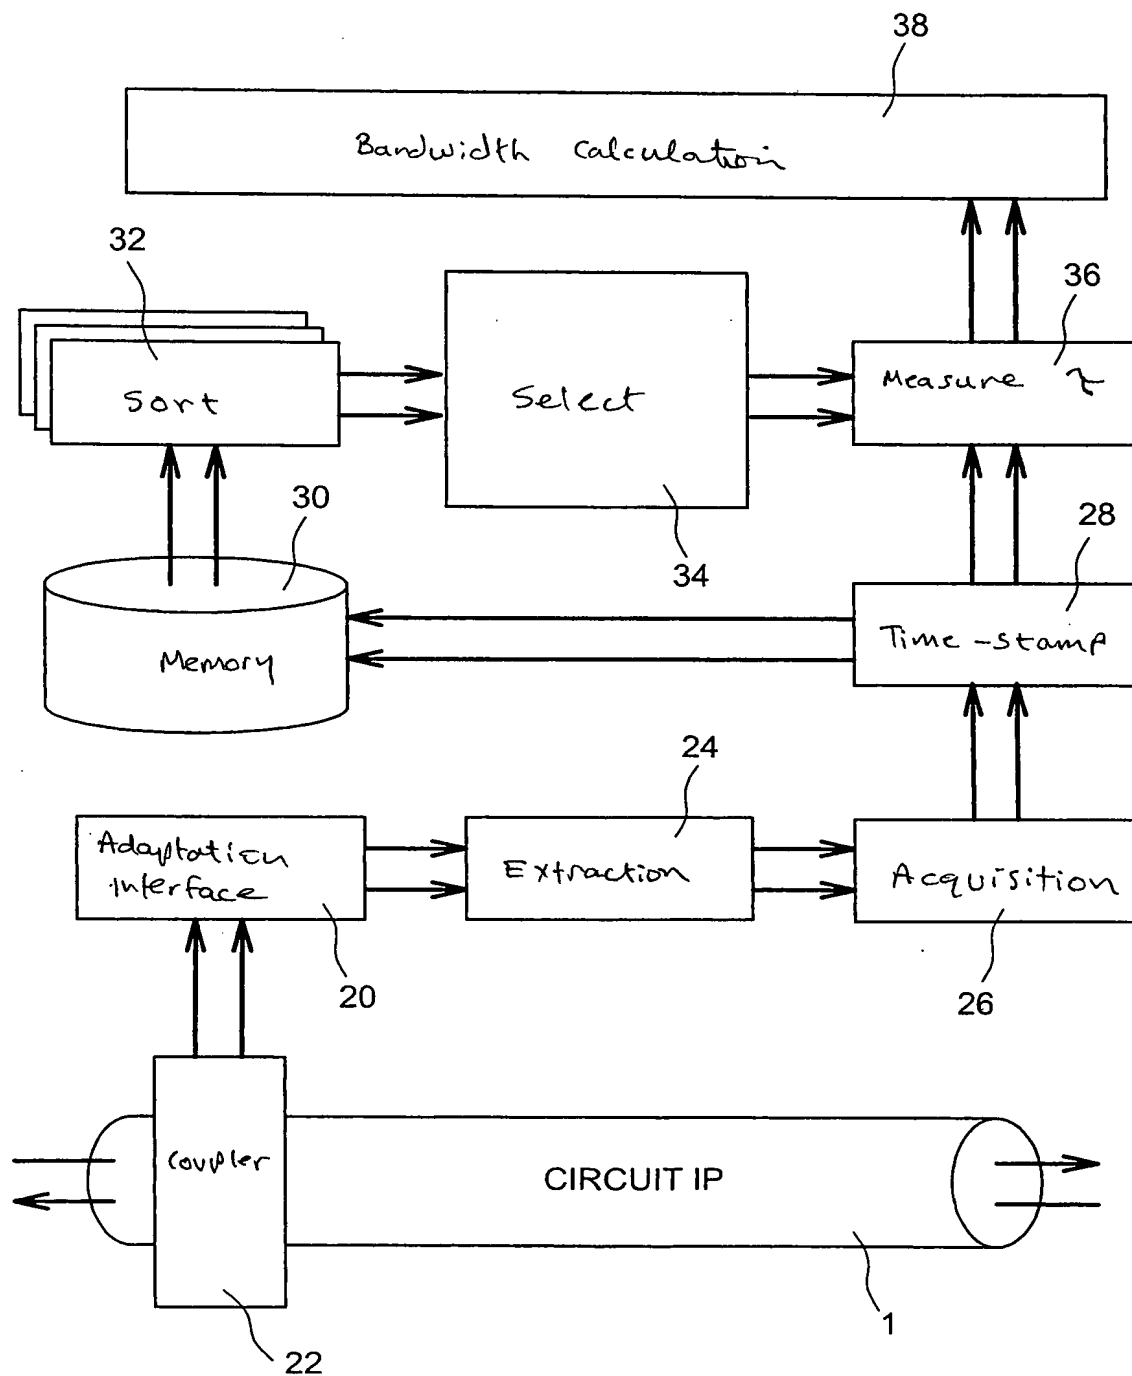 38
Bandwidth calculation
32
36
Sort
Select
Measure τ
30
34
28
Memory
Time-stamp
24
Adaptation
interface
Extraction
Acquisition
20
26
Coupler
CIRCUIT IP
1
22